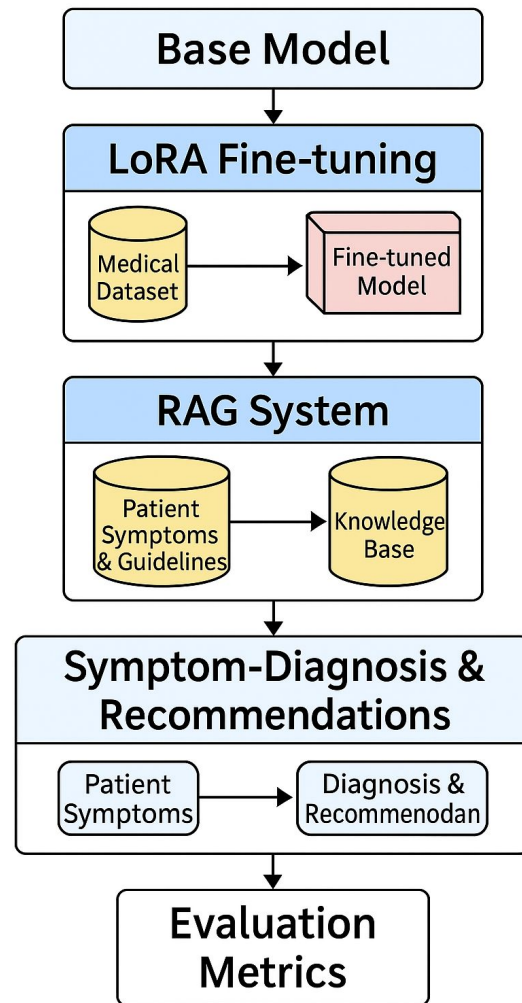 Base Model
LoRA Fine-tuning
Medical
Dataset
Fine-tuned
Model
RAG System
Patient
Symptoms
& Guidelines
Knowledge
Base
Symptom-Diagnosis &
Recommendations
Patient
Symptoms
Diagnosis &
Recommenodan
Evaluation
Metrics